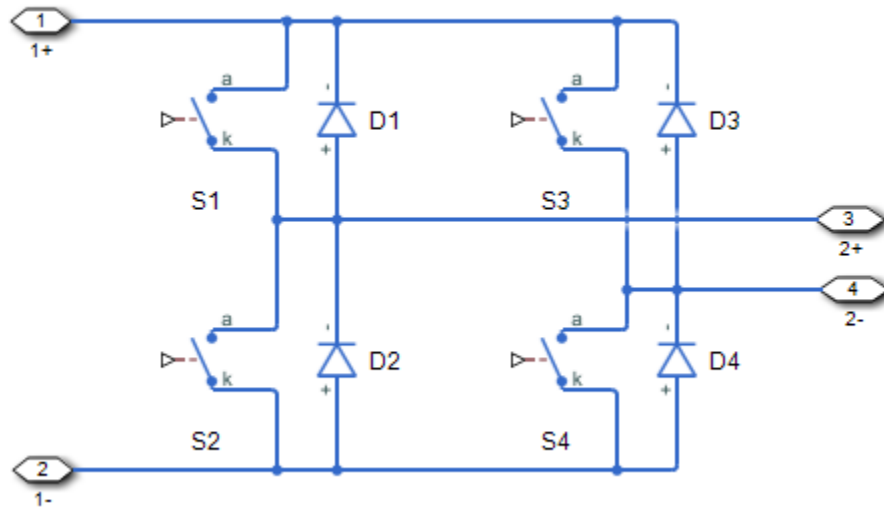 1
1+
a
-
k
+
D1
S1
a
-
k
+
D3
S3
3
2+
4
2-
a
-
k
+
D2
S2
a
-
k
+
D4
S4
2
1-